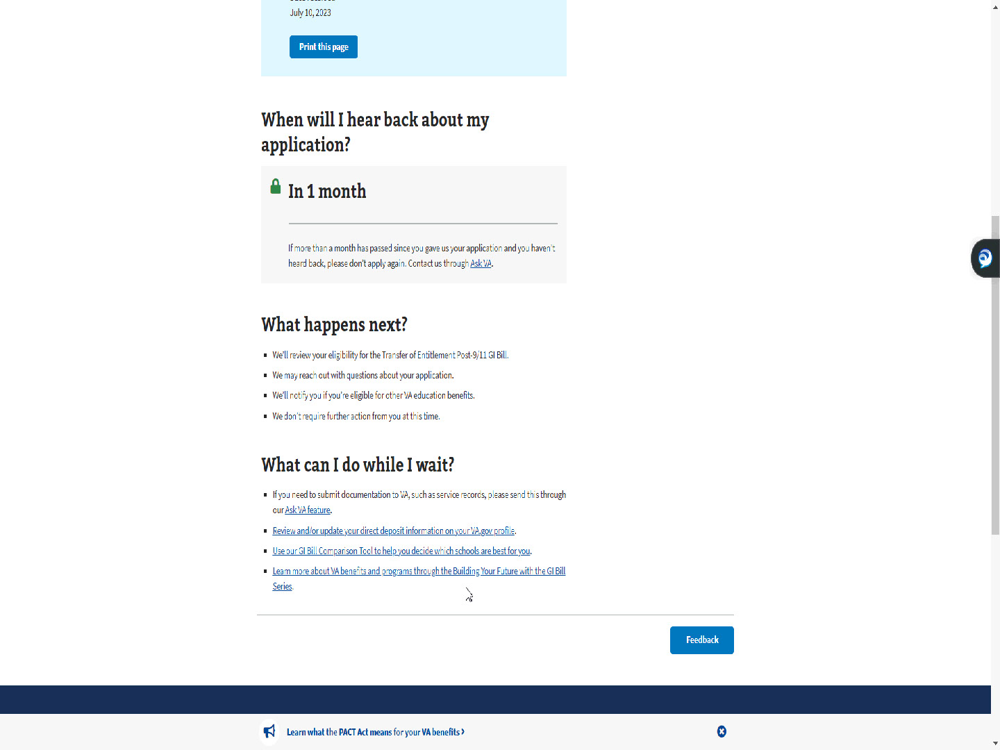 July 10, 2023
Print this page
When will I hear back about my
application?
In 1 month
If more than a month has passed since you gave us your application and you haven't
heard back, please don't apply again. Contact us through Ask VA.
What happens next?
We'll review your eligibility for the Transfer of Entitlement Post-9/11 GI Bill.
We may reach out with questions about your application.
We'll notify you if you're eligible for other VA education benefits.
We don't require further action from you at this time.
What can I do while I wait?
If you need to submit documentation to VA, such as service records, please send this through
our Ask VA feature.
Review and/or update your direct deposit information on your VA.gov profile.
Use our GI Bill Comparison Tool to help you decide which schools are best for you.
Learn more about VA benefits and programs through the Building Your Future with the GI Bill
Series.
Feedback
Learn what the PACT Act means for your VA benefits >